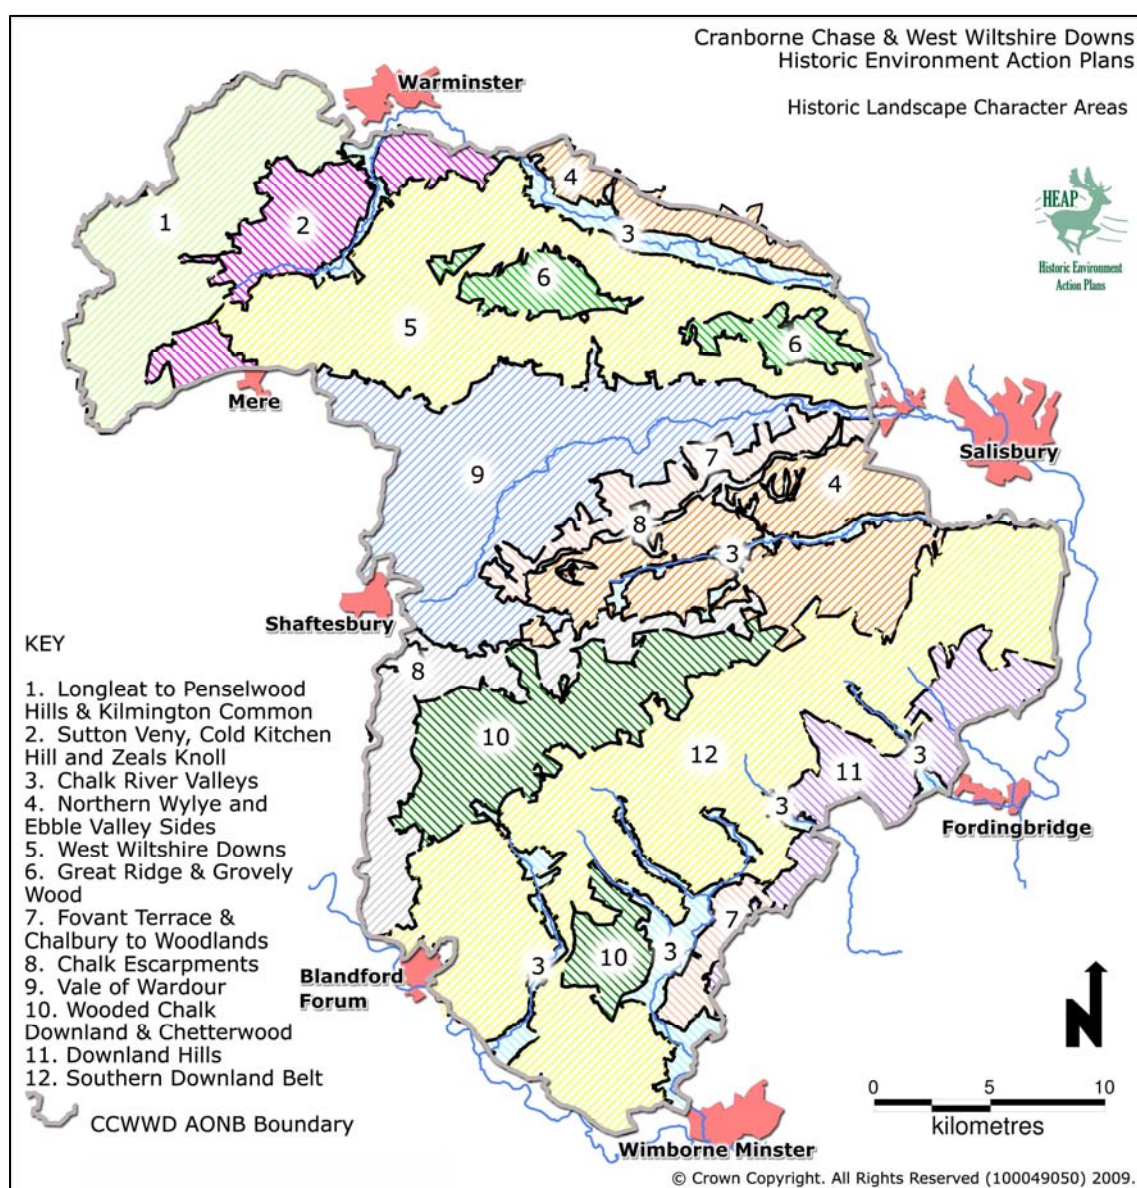 Cranborne Chase & West Wiltshire Downs
Historic Environment Action Plans
Historic Landscape Character Areas
Warminster
HEAP
Historic Environment
Action Plans
4
1
2
3
6
5
6
Mere
Salisbury
7
9
4
8
3
Shaftesbury
8
10
12
3
11
3
Fordingbridge
7
3
10
3
Blandford
Forum
Wimborne Minster
KEY
1. Longleat to Penselwood
Hills & Kilmington Common
2. Sutton Veny, Cold Kitchen
Hill and Zeals Knoll
3. Chalk River Valleys
4. Northern Wylye and
Ebble Valley Sides
5. West Wiltshire Downs
6. Great Ridge & Grovely
Wood
7. Fovant Terrace &
Chalbury to Woodlands
8. Chalk Escarpments
9. Vale of Wardour
10. Wooded Chalk
Downland & Chetterwood
11. Downland Hills
12. Southern Downland Belt
CCWWD AONB Boundary
N
0 5 10
kilometres
© Crown Copyright. All Rights Reserved (100049050) 2009.